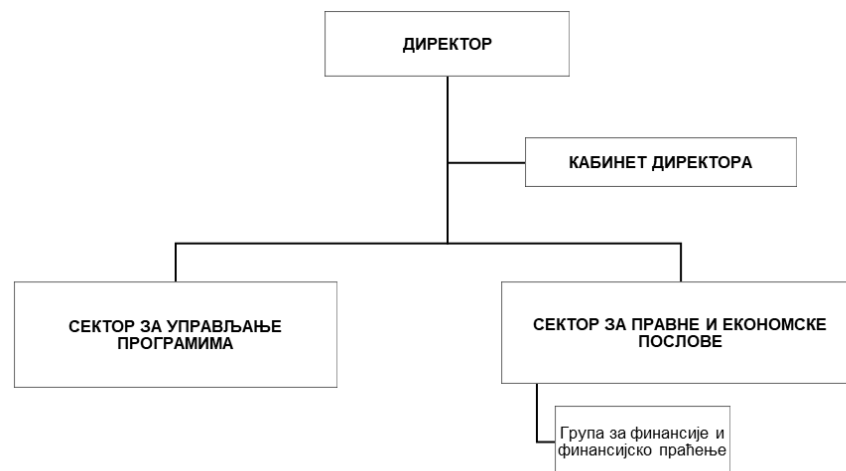 ДИРЕКТОР
КАБИНЕТ ДИРЕКТОРА
СЕКТОР ЗА УПРАВЉАЊЕ
ПРОГРАМИМА
СЕКТОР ЗА ПРАВНЕ И ЕКОНОМСКЕ
ПОСЛОВЕ
Група за финансије и
финансијско праћење